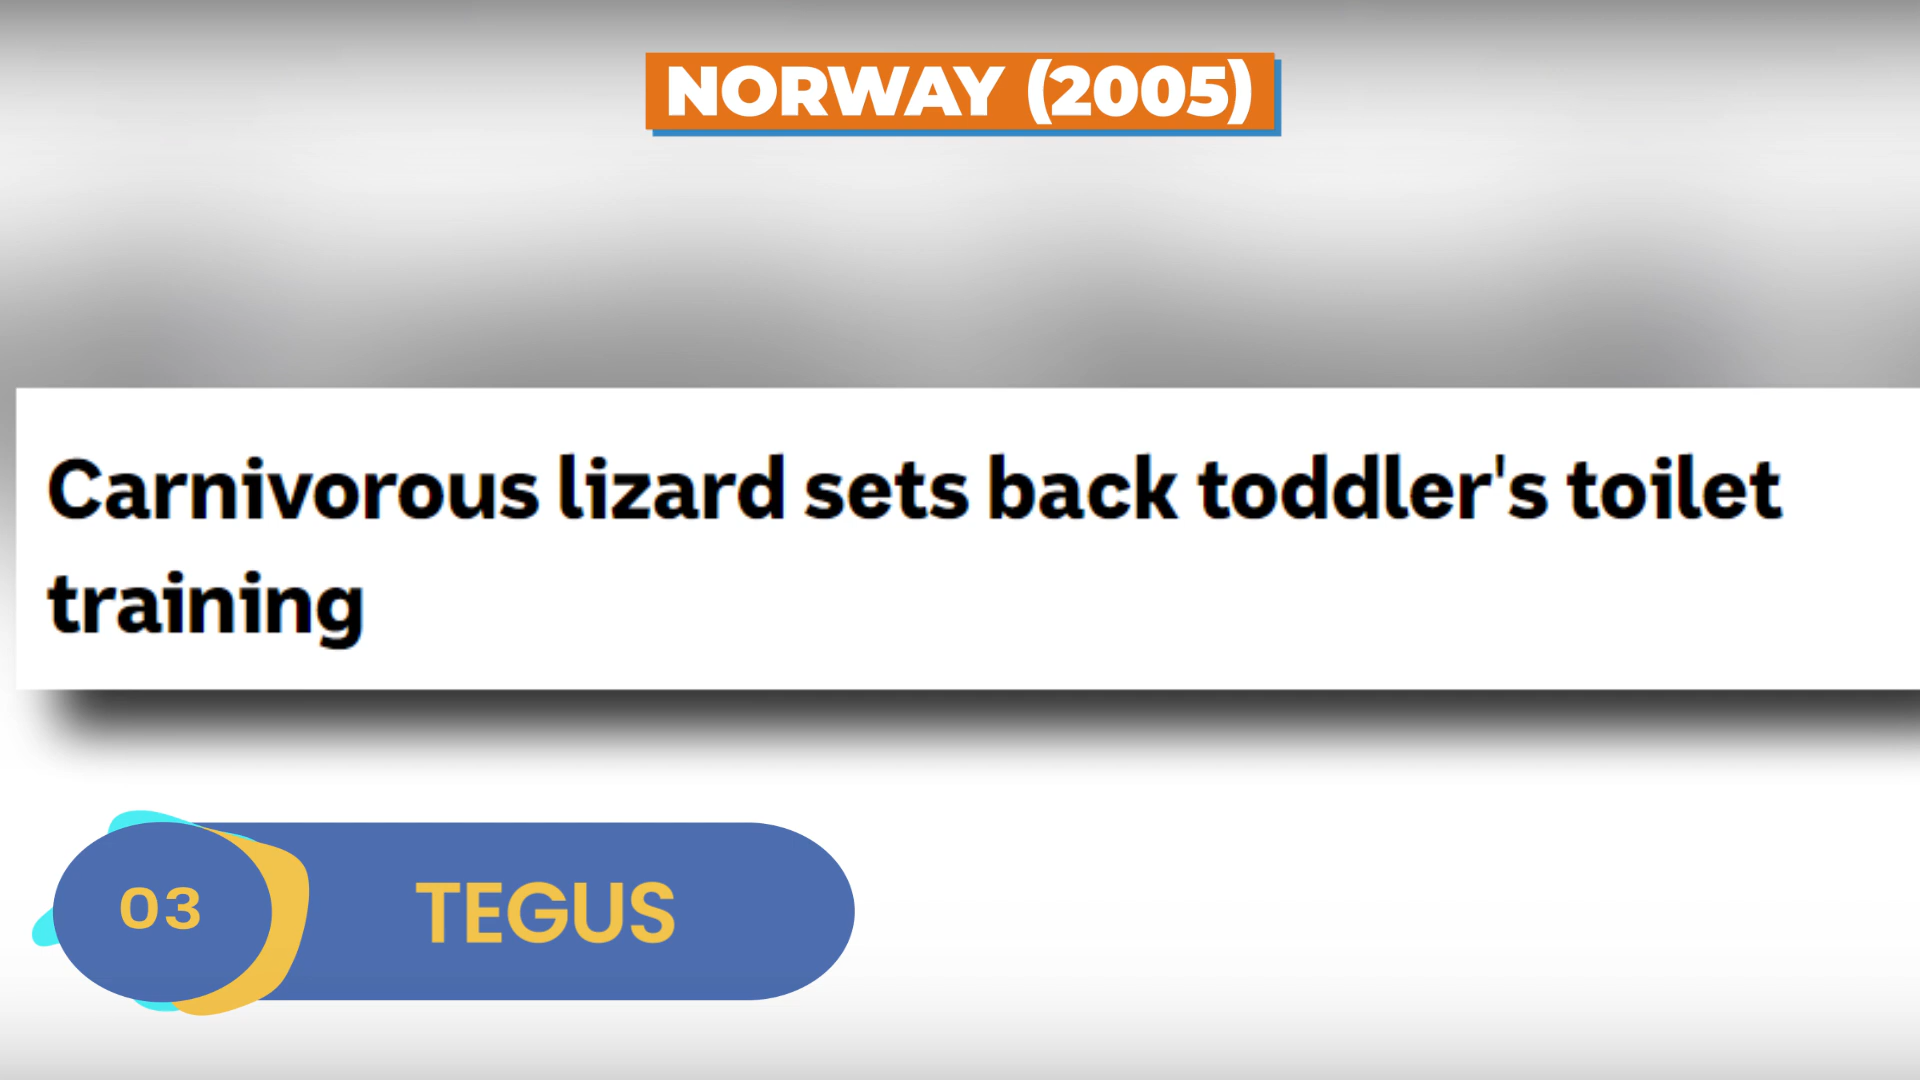 NORWAY (2005)
Carnivorous lizard sets back toddler's toilet
training
03
TEGUS